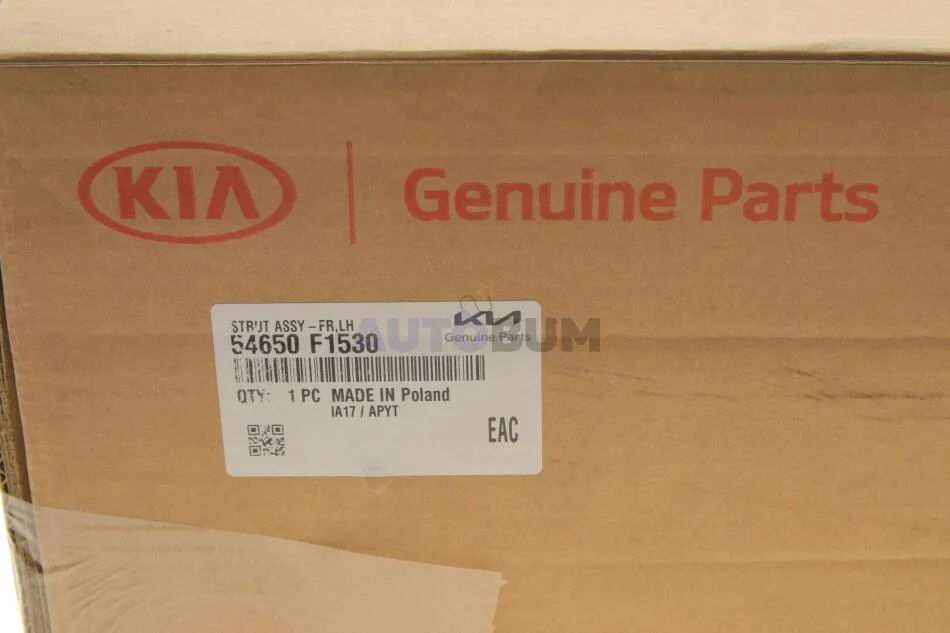 KIA | Genuine Parts
STRUT ASSY-FR,LH
KIA
54650 F1530
Genuine Parts
AUTOBUM
QTY: 1 PC MADE IN Poland
IA17 / APYT
EAC